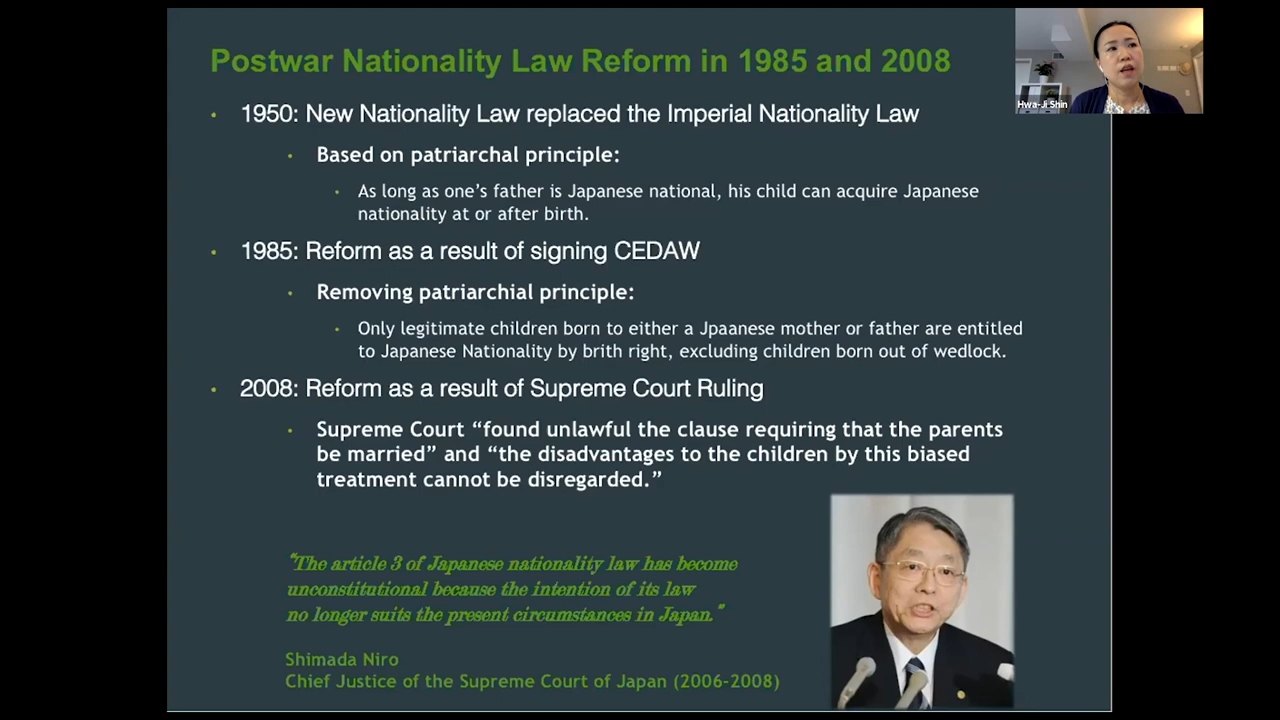 Postwar Nationality Law Reform in 1985 and 2008
Hwa-Ji Shin
• 1950: New Nationality Law replaced the Imperial Nationality Law
• Based on patriarchal principle:
• As long as one’s father is Japanese national, his child can acquire Japanese
nationality at or after birth.
• 1985: Reform as a result of signing CEDAW
• Removing patriarchial principle:
• Only legitimate children born to either a Jpaanese mother or father are entitled
to Japanese Nationality by brith right, excluding children born out of wedlock.
• 2008: Reform as a result of Supreme Court Ruling
• Supreme Court “found unlawful the clause requiring that the parents
be married” and “the disadvantages to the children by this biased
treatment cannot be disregarded.”
“The article 3 of Japanese nationality law has become
unconstitutional because the intention of its law
no longer suits the present circumstances in Japan.”
Shimada Niro
Chief Justice of the Supreme Court of Japan (2006-2008)